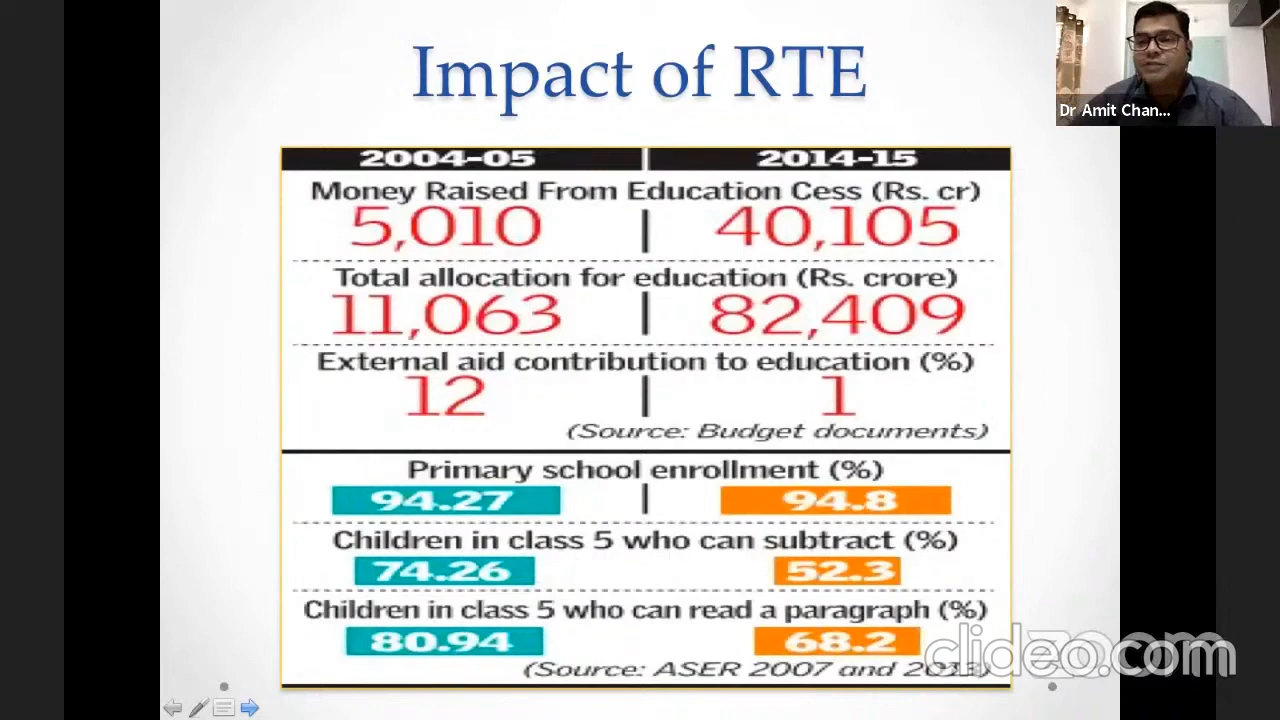 Impact of RTE
Dr Amit Chan...
2004-05 2014-15
Money Raised From Education Cess (Rs. cr)
5,010 40,105
Total allocation for education (Rs. crore)
11,063 82,409
External aid contribution to education (%)
12 1
(Source: Budget documents)
Primary school enrollment (%)
94.27 94.8
Children in class 5 who can subtract (%)
74.26 52.3
Children in class 5 who can read a paragraph (%)
80.94 68.2
clideo.com
zoom
(Source: ASER 2007 and